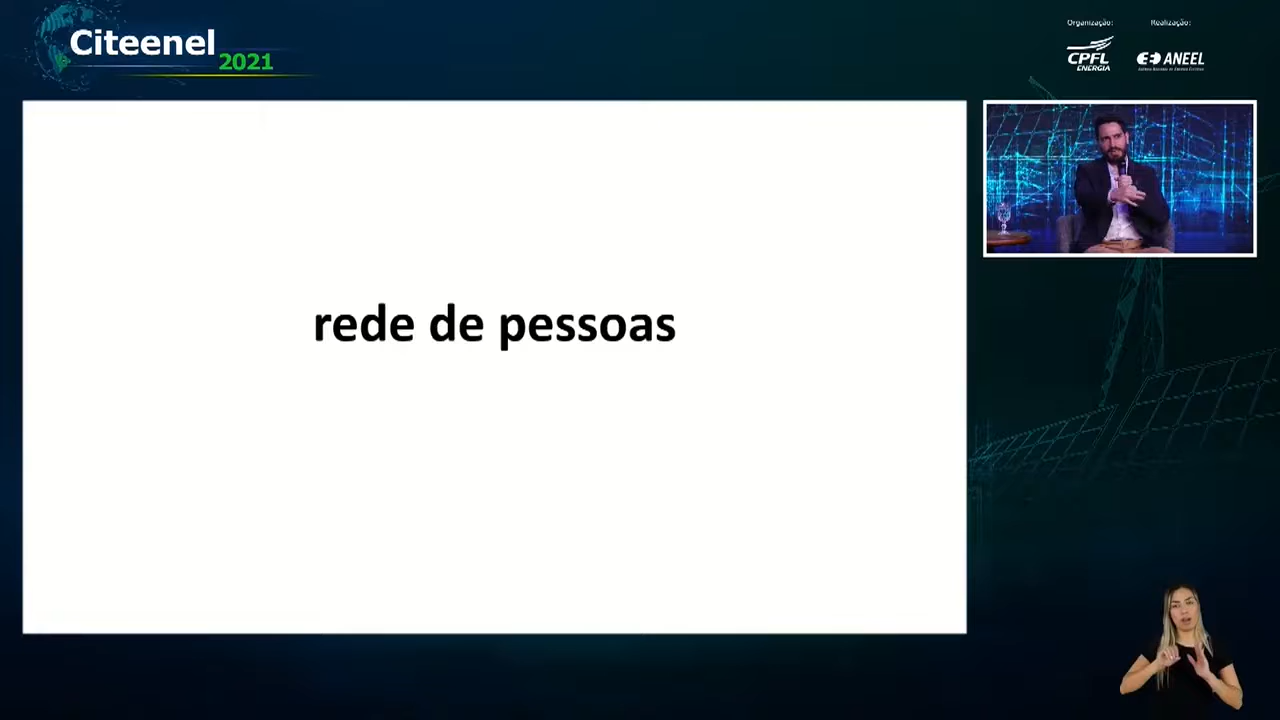 Citeenel
2021
Organização:
Realização:
CPFL
ENERGIA
ANEEL
rede de pessoas